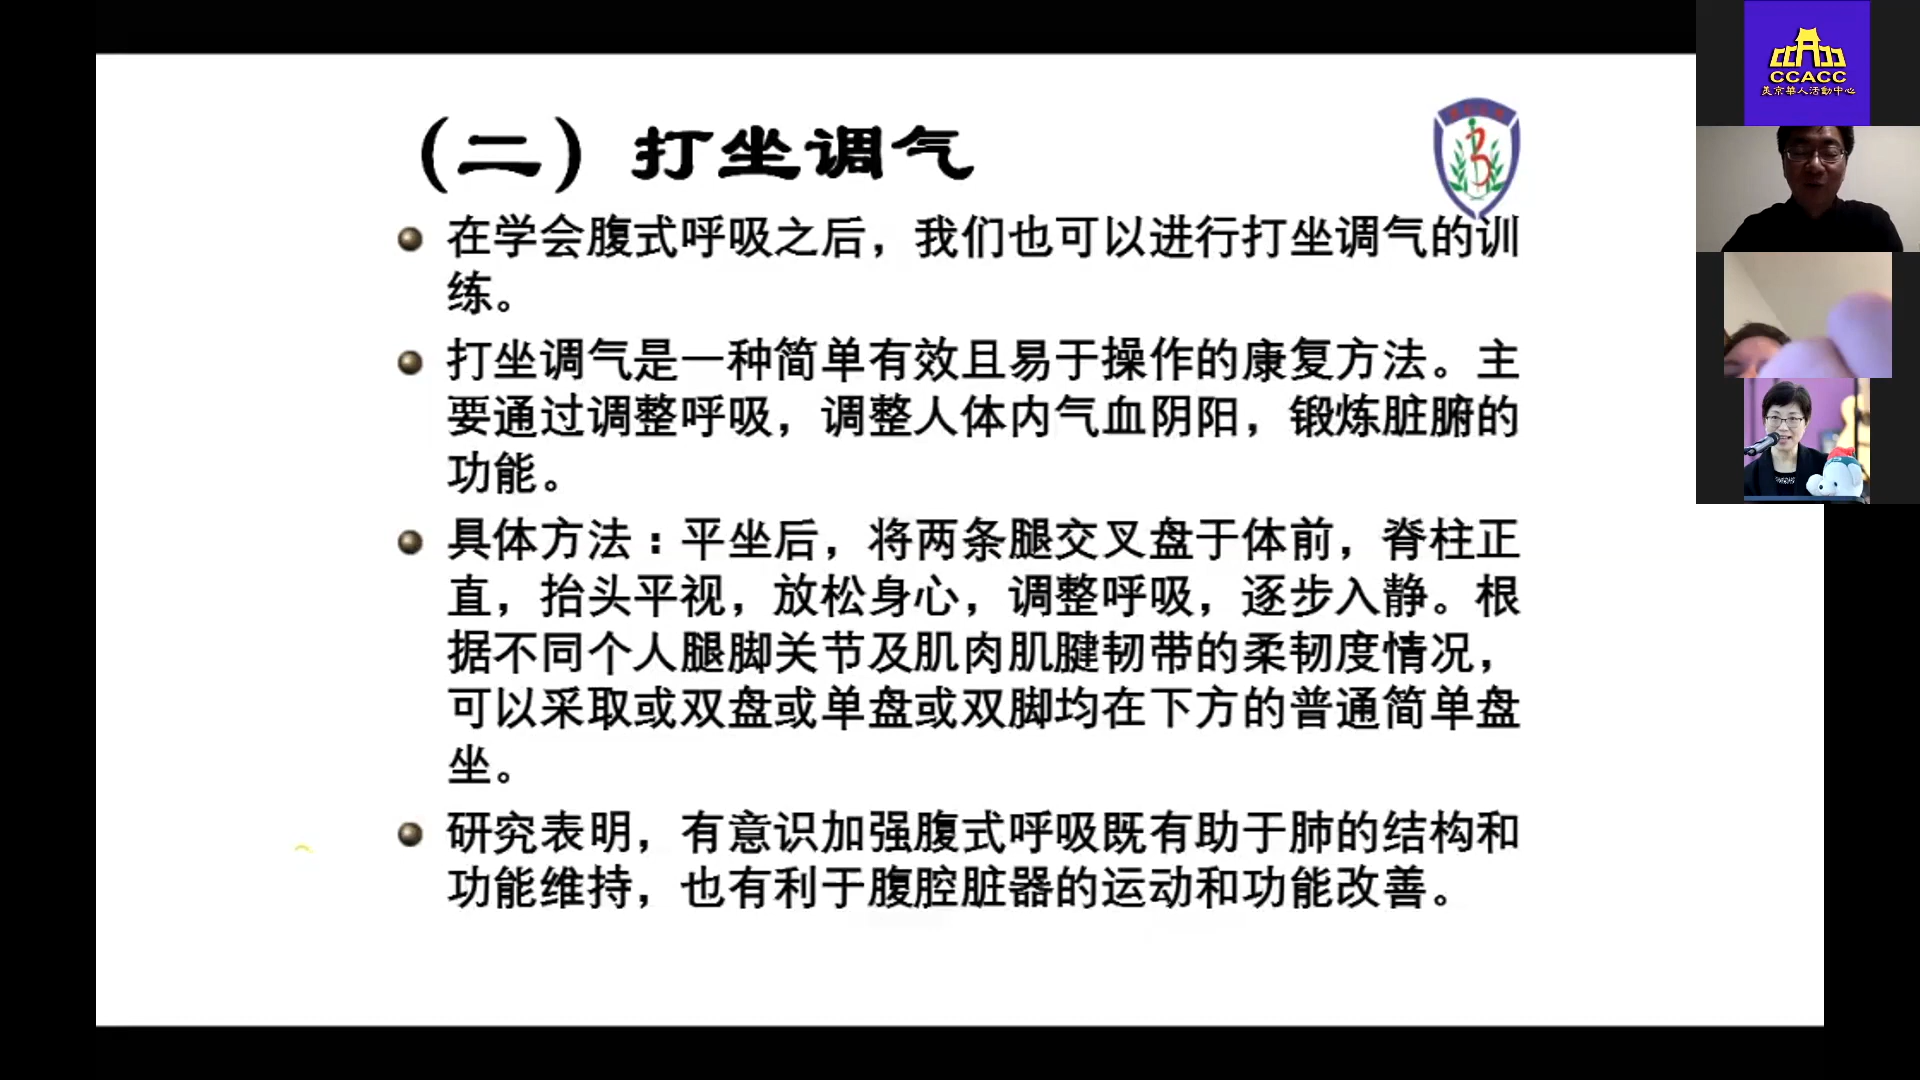 （二）打坐调气
在学会腹式呼吸之后，我们也可以进行打坐调气的训
练。
打坐调气是一种简单有效且易于操作的康复方法。主
要通过调整呼吸，调整人体内气血阴阳，锻炼脏腑的
功能。
具体方法：平坐后，将两条腿交叉盘于体前，脊柱正
直，抬头平视，放松身心，调整呼吸，逐步入静。根
据不同个人腿脚关节及肌肉肌腱韧带的柔韧度情况，
可以采取或双盘或单盘或双脚均在下方的普通简单盘
坐。
研究表明，有意识加强腹式呼吸既有助于肺的结构和
功能维持，也有利于腹腔脏器的运动和功能改善。
CCACC
美京華人活動中心